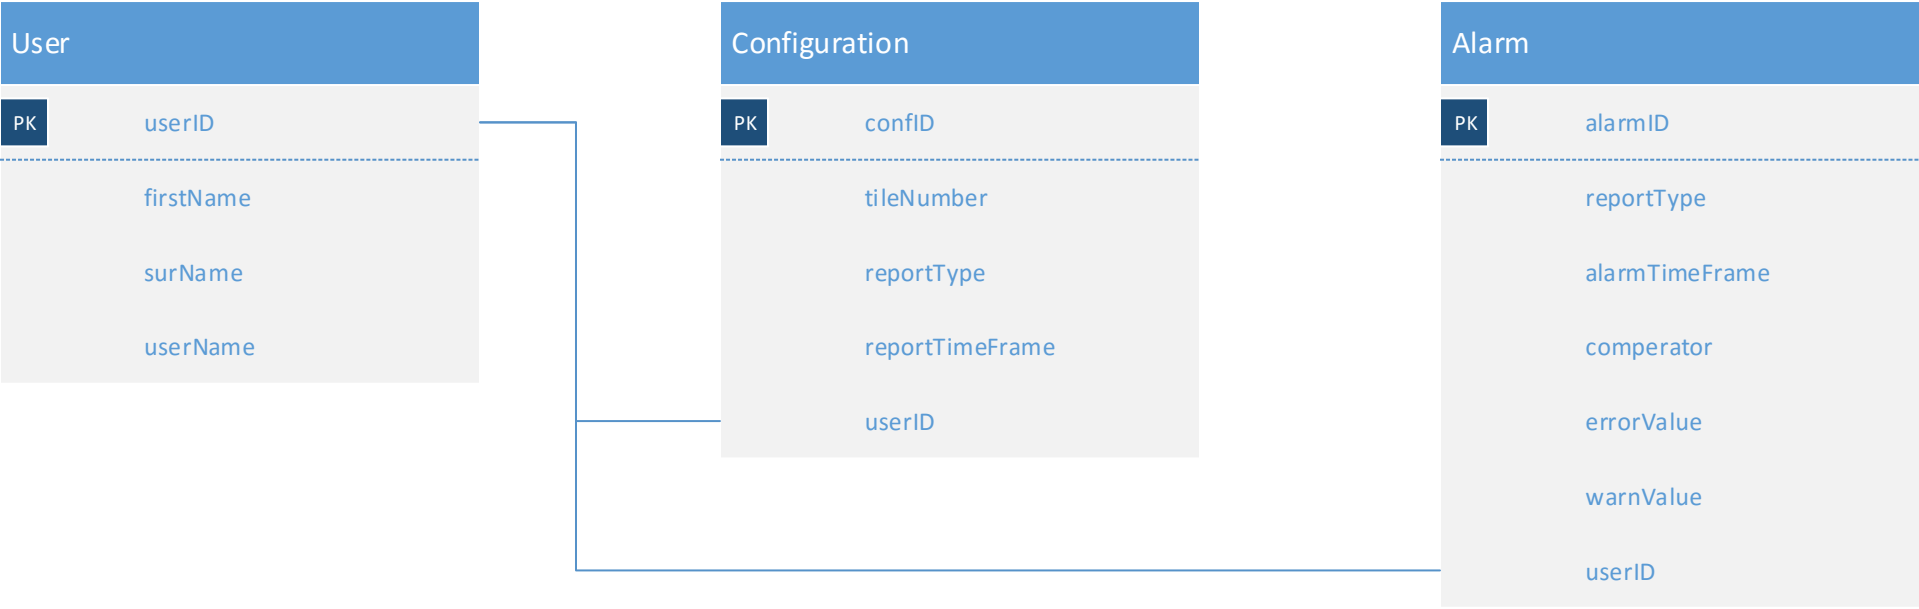 User
PK
userID
firstName
surName
userName
Configuration
PK
confID
tileNumber
reportType
reportTimeFrame
userID
Alarm
PK
alarmID
reportType
alarmTimeFrame
comperator
errorValue
warnValue
userID